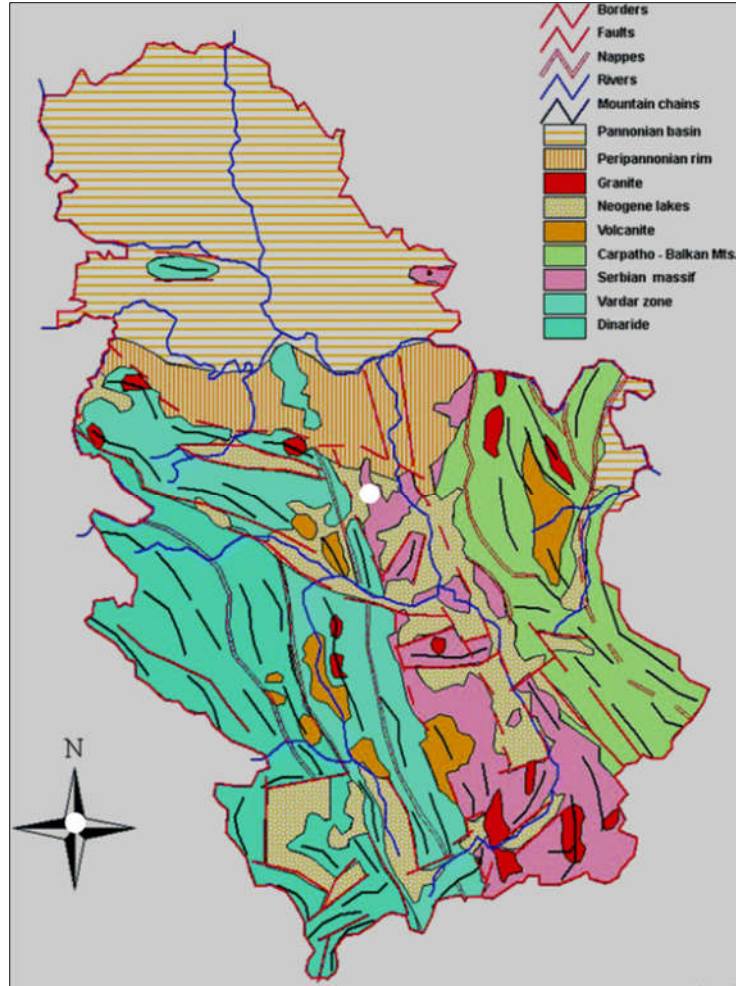 Borders
Faults
Nappes
Rivers
Mountain chains
Pannonian basin
Peripannonian rim
Granite
Neogene lakes
Volcanite
Carpatho - Balkan Mts.
Serbian massif
Vardar zone
Dinaride
N